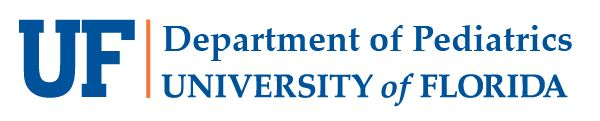 UF
Department of Pediatrics
UNIVERSITY of FLORIDA